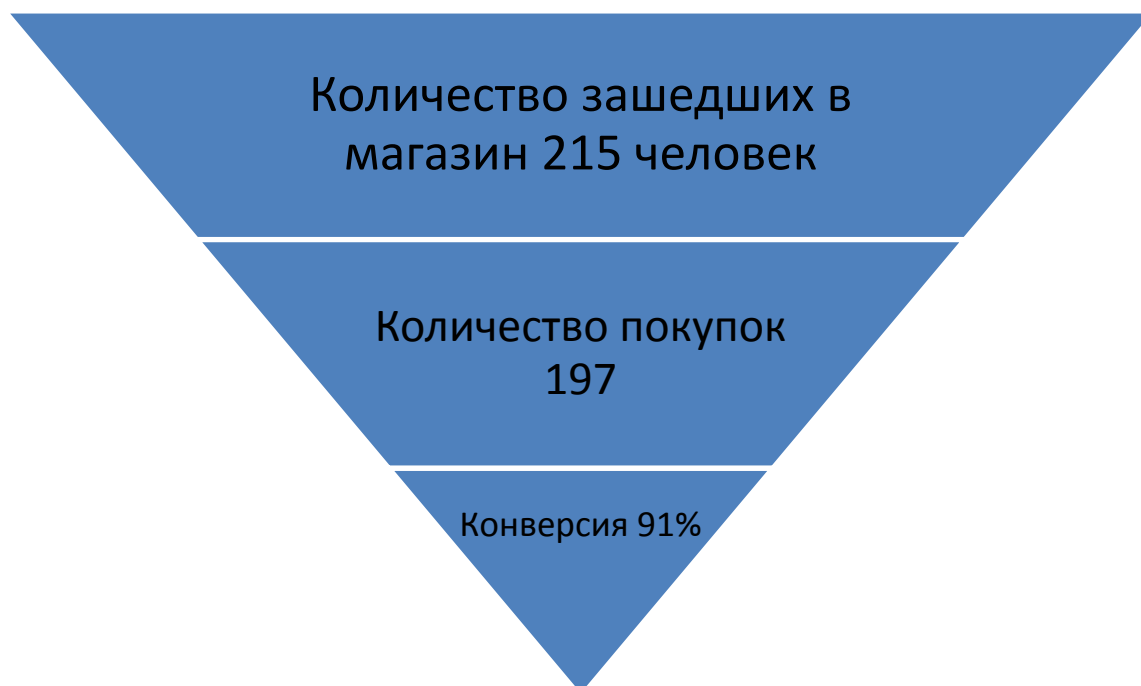 Количество зашедших в
магазин 215 человек
Количество покупок
197
Конверсия 91%